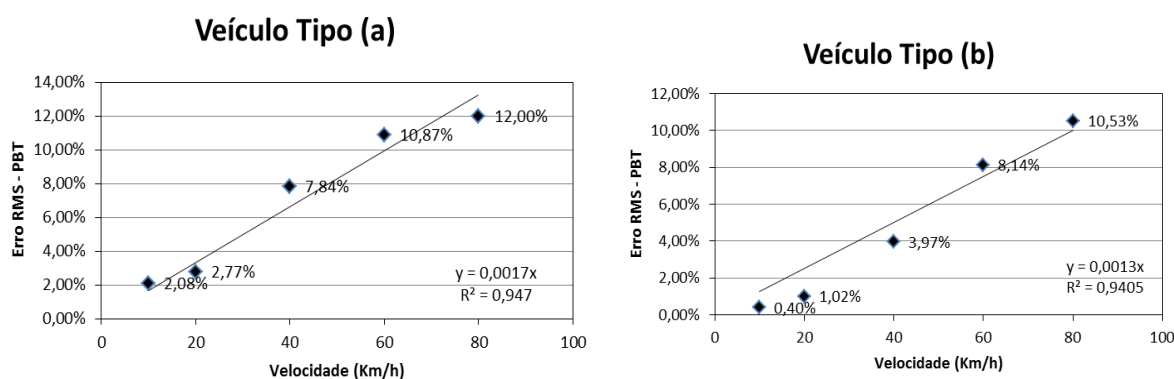 Veículo Tipo (a)
Erro RMS - PBT
14,00%
12,00%
10,00%
8,00%
6,00%
4,00%
2,00%
0,00%
2,08%
2,77%
7,84%
10,87%
12,00%
y = 0,0017x
R² = 0,947
0 20 40 60 80 100
Velocidade (Km/h)
Veículo Tipo (b)
Erro RMS - PBT
12,00%
10,00%
8,00%
6,00%
4,00%
2,00%
0,00%
0,40%
1,02%
3,97%
8,14%
10,53%
y = 0,0013x
R² = 0,9405
0 20 40 60 80 100
Velocidade (Km/h)